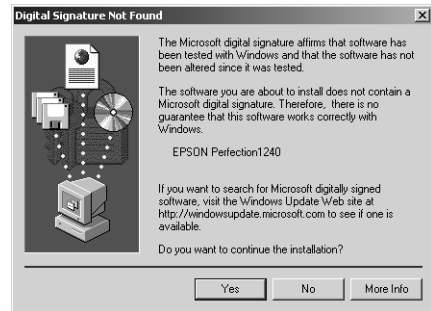 Digital Signature Not Found
The Microsoft digital signature affirms that software has
been tested with Windows and that the software has not
been altered since it was tested.
The software you are about to install does not contain a
Microsoft digital signature. Therefore, there is no
guarantee that this software works correctly with
Windows.
EPSON Perfection1240
If you want to search for Microsoft digitally signed
software, visit the Windows Update Web site at
http://windowsupdate.microsoft.com to see if one is
available.
Do you want to continue the installation?
Yes No More Info